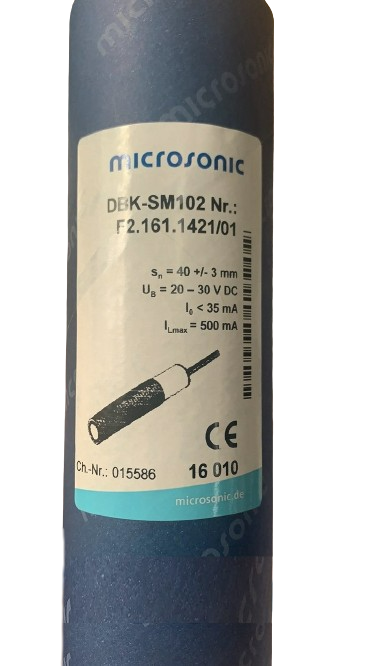 microsonic
DBK-SM102 Nr.:
F2.161.1421/01
sn = 40 +/- 3 mm
UB = 20 – 30 V DC
I0 < 35 mA
ILmax = 500 mA
CE
Ch.-Nr.: 015586 16 010
microsonic.de
microsonic